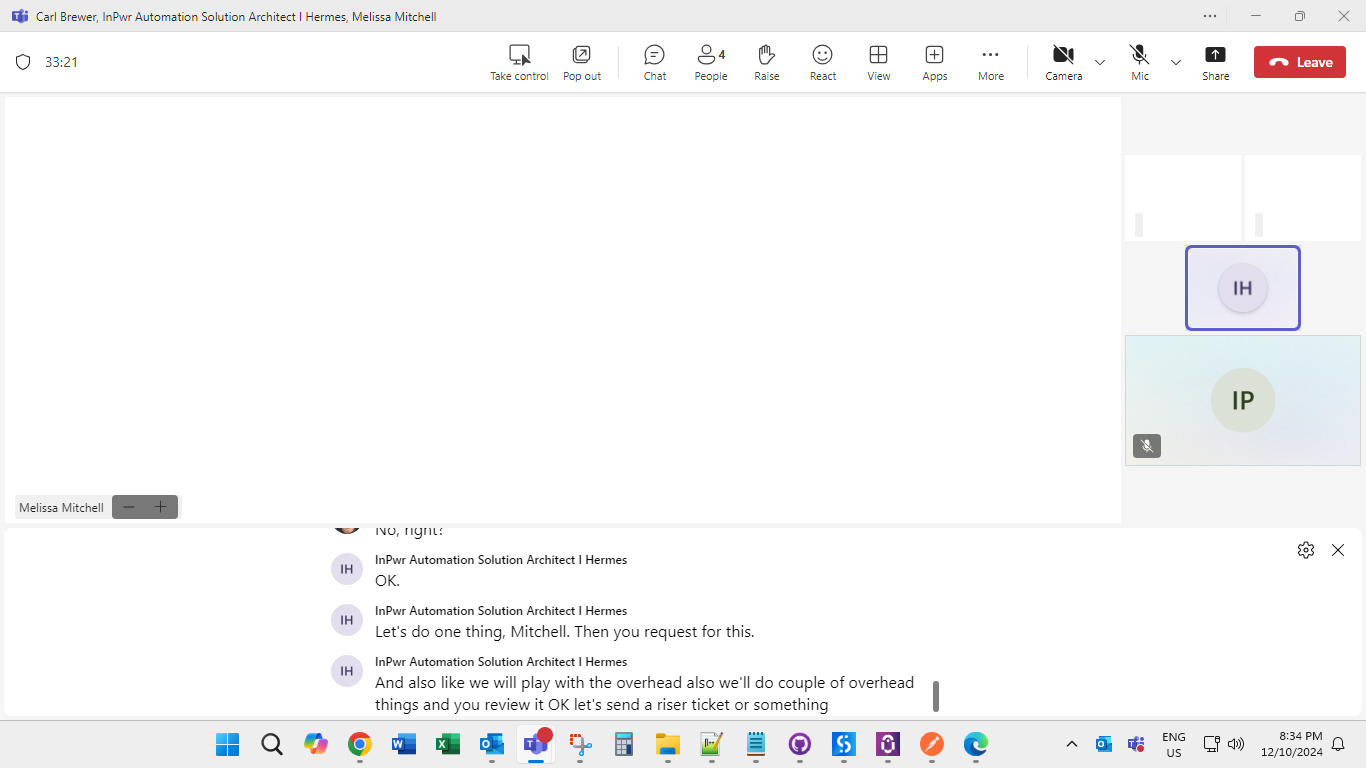 Carl Brewer, InPwr Automation Solution Architect I Hermes, Melissa Mitchell
33:21
Take control
Pop out
Chat
4
People
Raise
React
View
Apps
More
Camera
Mic
Share
Leave
IH
IP
Melissa Mitchell
No, right?
IH
InPwr Automation Solution Architect I Hermes
OK.
IH
InPwr Automation Solution Architect I Hermes
Let's do one thing, Mitchell. Then you request for this.
IH
InPwr Automation Solution Architect I Hermes
And also like we will play with the overhead also we'll do couple of overhead
things and you review it OK let's send a riser ticket or something
ENG
US
8:34 PM
12/10/2024